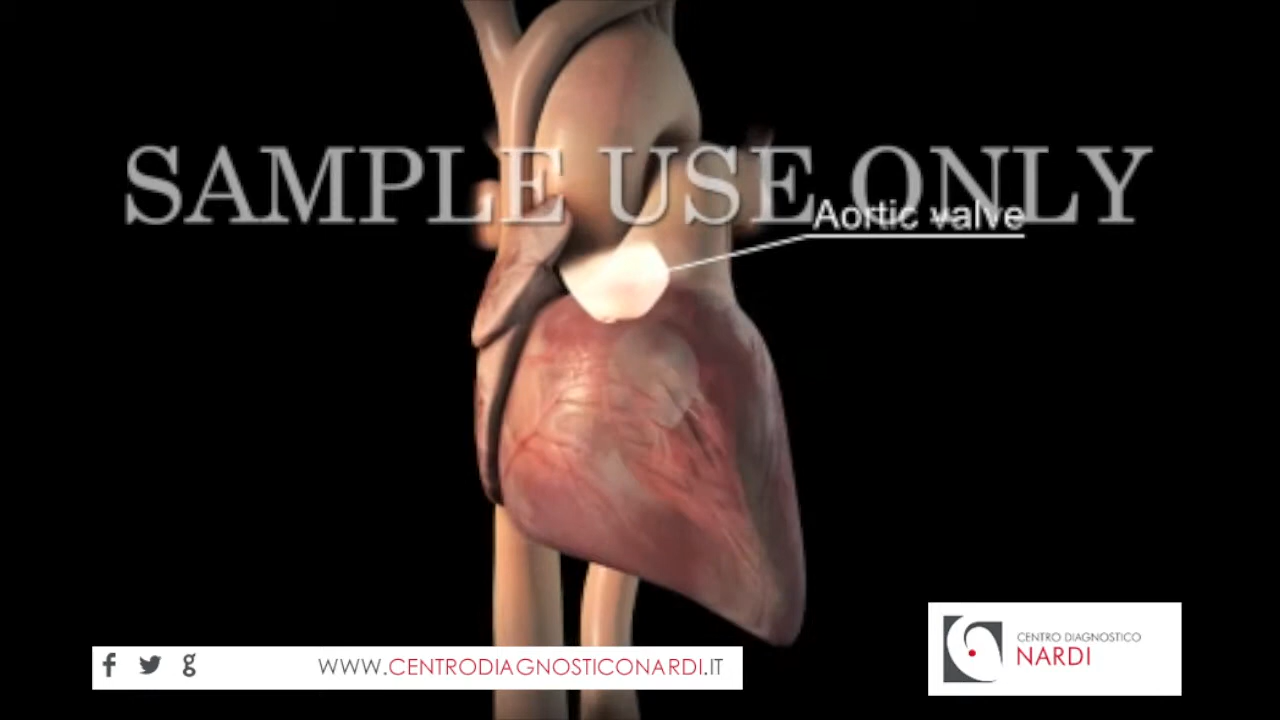 SAMPLE USE ONLY
Aortic valve
WWW.CENTRODIAGNOSTICONARDI.IT
CENTRO DIAGNOSTICO
NARDI